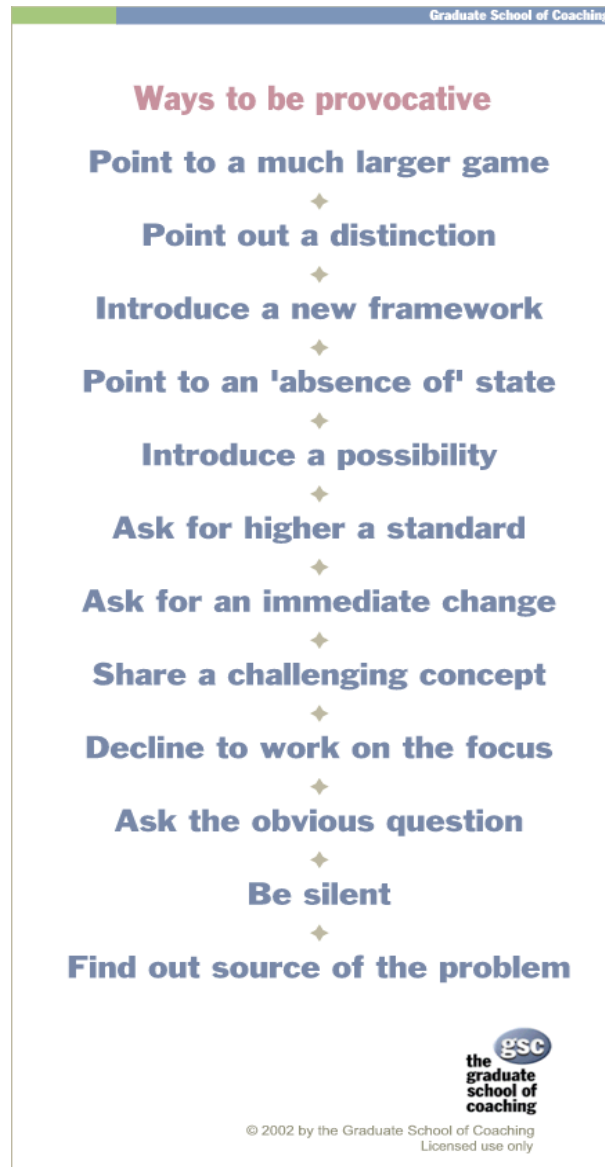 Graduate School of Coaching
Ways to be provocative
Point to a much larger game
Point out a distinction
Introduce a new framework
Point to an 'absence of' state
Introduce a possibility
Ask for higher a standard
Ask for an immediate change
Share a challenging concept
Decline to work on the focus
Ask the obvious question
Be silent
Find out source of the problem
gsc
the
graduate
school of
coaching
© 2002 by the Graduate School of Coaching
Licensed use only